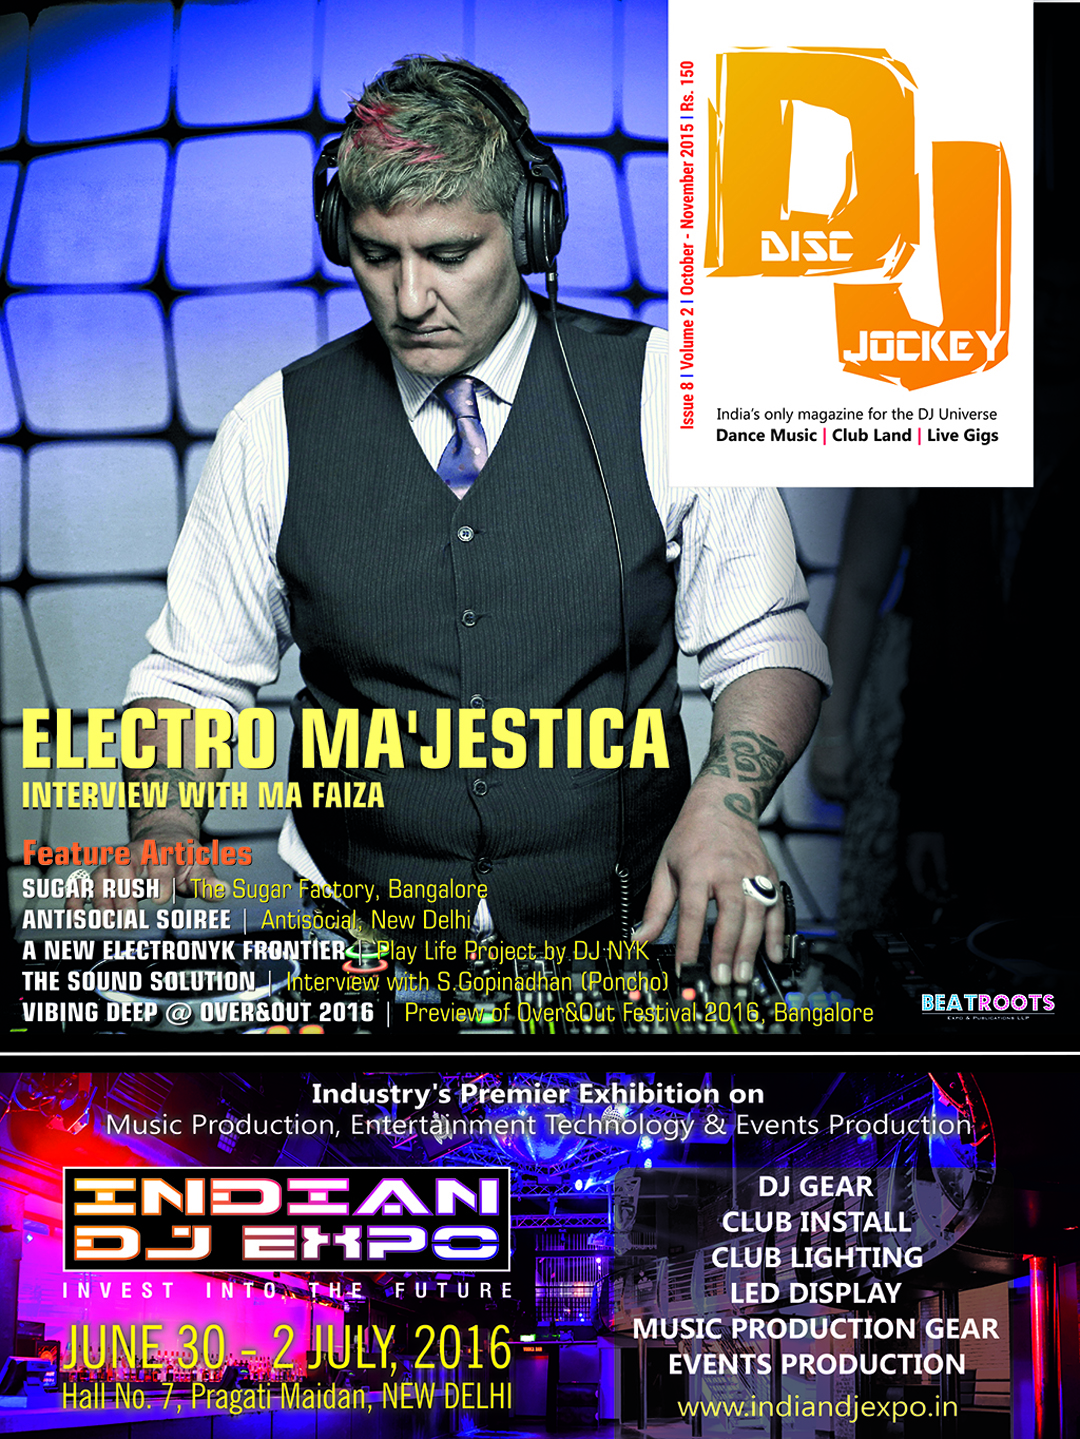 Issue 8 | Volume 2 | October - November 2015 | Rs. 150
DJ
DISC
JOCKEY
India's only magazine for the DJ Universe
Dance Music | Club Land | Live Gigs
ELECTRO MA'JESTICA
INTERVIEW WITH MA FAIZA
Feature Articles
SUGAR RUSH | The Sugar Factory, Bangalore
ANTISOCIAL SOIREE | Antisocial, New Delhi
A NEW ELECTRONYK FRONTIER | Play Life Project by DJ NYK
THE SOUND SOLUTION | Interview with S.Gopinadhan (Poncho)
VIBING DEEP @ OVER&OUT 2016 | Preview of Over&Out Festival 2016, Bangalore
BEATROOTS
EXPO & PUBLICATIONS LLP
Industry's Premier Exhibition on
Music Production, Entertainment Technology & Events Production
INDIAN
DJ EXPO
INVEST INTO THE FUTURE
JUNE 30 - 2 JULY, 2016
Hall No. 7, Pragati Maidan, NEW DELHI
DJ GEAR
CLUB INSTALL
CLUB LIGHTING
LED DISPLAY
MUSIC PRODUCTION GEAR
EVENTS PRODUCTION
www.indiandjexpo.in